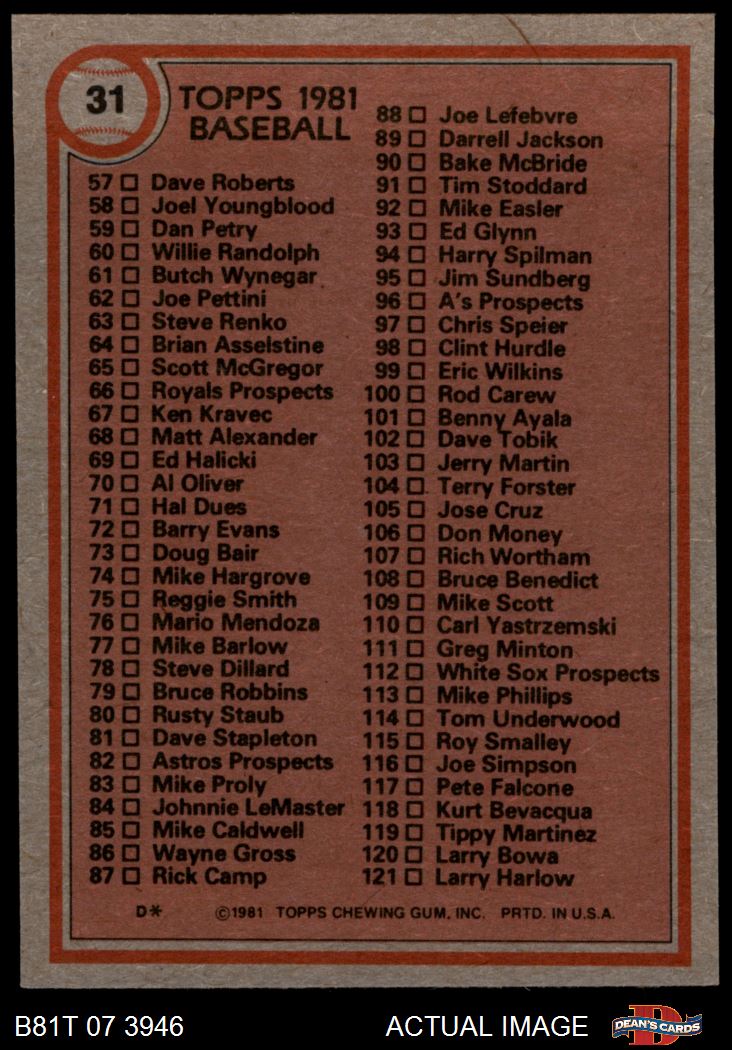 31
TOPPS 1981
BASEBALL
57 Dave Roberts
58 Joel Youngblood
59 Dan Petry
60 Willie Randolph
61 Butch Wynegar
62 Joe Pettini
63 Steve Renko
64 Brian Asselstine
65 Scott McGregor
66 Royals Prospects
67 Ken Kravec
68 Matt Alexander
69 Ed Halicki
70 Al Oliver
71 Hal Dues
72 Barry Evans
73 Doug Bair
74 Mike Hargrove
75 Reggie Smith
76 Mario Mendoza
77 Mike Barlow
78 Steve Dillard
79 Bruce Robbins
80 Rusty Staub
81 Dave Stapleton
82 Astros Prospects
83 Mike Proly
84 Johnnie LeMaster
85 Mike Caldwell
86 Wayne Gross
87 Rick Camp
88 Joe Lefebvre
89 Darrell Jackson
90 Bake McBride
91 Tim Stoddard
92 Mike Easler
93 Ed Glynn
94 Harry Spilman
95 Jim Sundberg
96 A's Prospects
97 Chris Speier
98 Clint Hurdle
99 Eric Wilkins
100 Rod Carew
101 Benny Ayala
102 Dave Tobik
103 Jerry Martin
104 Terry Forster
105 Jose Cruz
106 Don Money
107 Rich Wortham
108 Bruce Benedict
109 Mike Scott
110 Carl Yastrzemski
111 Greg Minton
112 White Sox Prospects
113 Mike Phillips
114 Tom Underwood
115 Roy Smalley
116 Joe Simpson
117 Pete Falcone
118 Kurt Bevacqua
119 Tippy Martinez
120 Larry Bowa
121 Larry Harlow
D* ©1981 TOPPS CHEWING GUM, INC. PRTD. IN U.S.A.
B81T 07 3946 ACTUAL IMAGE
D
DEAN'S CARDS